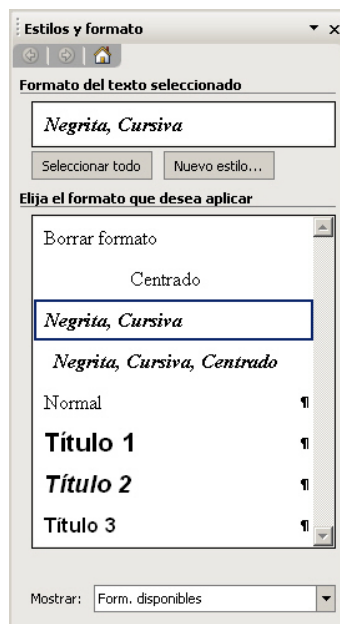 Estilos y formato
Formato del texto seleccionado
Negrita, Cursiva
Seleccionar todo Nuevo estilo...
Elija el formato que desea aplicar
Borrar formato
Centrado
Negrita, Cursiva
Negrita, Cursiva, Centrado
Normal ¶
Título 1 ¶
Título 2 ¶
Título 3 ¶
Mostrar: Form. disponibles